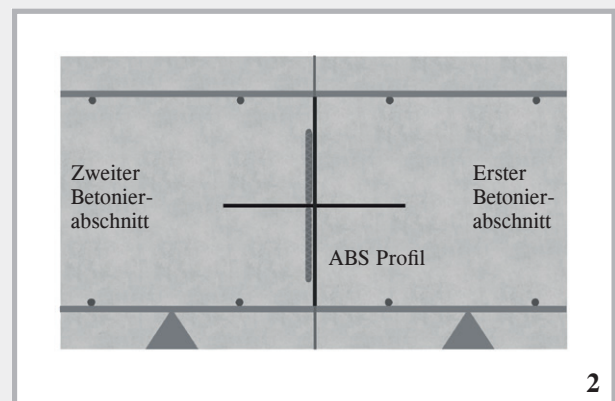 Zweiter
Betonier-
abschnitt
Erster
Betonier-
abschnitt
ABS Profil
2